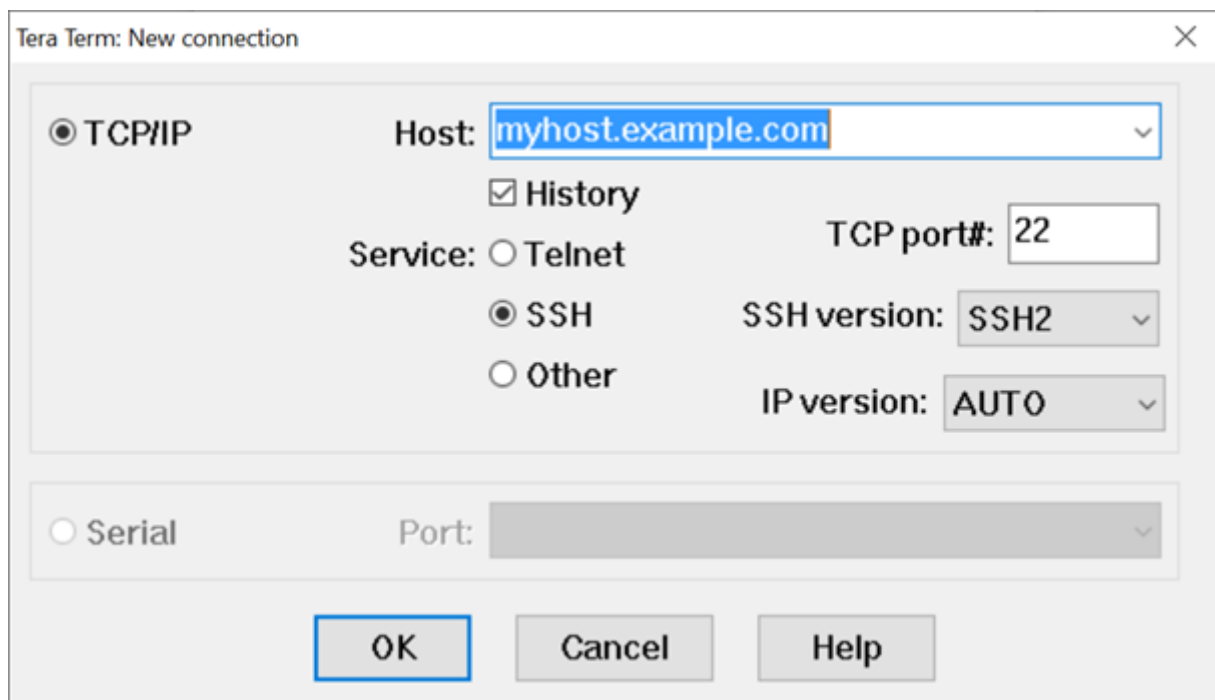 Tera Term: New connection
TCP/IP Host: myhost.example.com
History
TCP port#: 22
Service: Telnet
SSH SSH version: SSH2
Other
IP version: AUTO
Serial Port:
OK Cancel Help